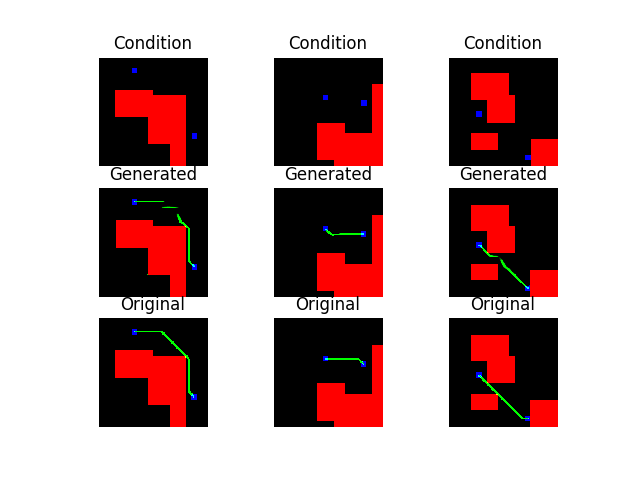 Condition
Condition
Condition
Generated
Generated
Generated
Original
Original
Original